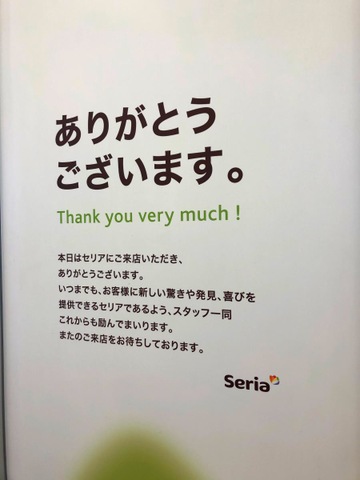 ありがとう
ございます。
Thank you very much !
本日はセリアにご来店いただき、
ありがとうございます。
いつまでも、お客様に新しい驚きや発見、喜びを
提供できるセリアであるよう、スタッフ一同
これからも励んでまいります。
またのご来店をお待ちしております。
Seria